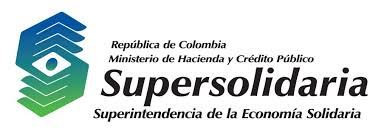 República de Colombia
Ministerio de Hacienda y Crédito Público
Supersolidaria
Superintendencia de la Economía Solidaria